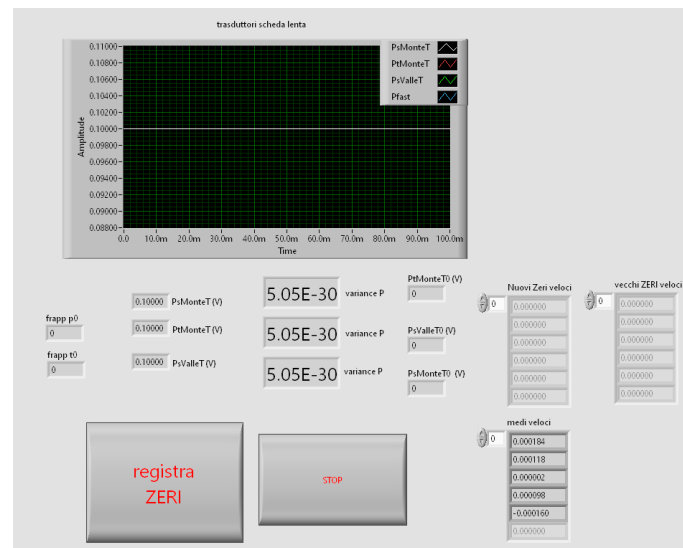 trasduttori scheda lenta
PsMonteT
PtMonteT
PsValleT
Pfast
Amplitude
0.11000
0.10800
0.10600
0.10400
0.10200
0.10000
0.09800
0.09600
0.09400
0.09200
0.09000
0.08800
0.0 10.0m 20.0m 30.0m 40.0m 50.0m 60.0m 70.0m 80.0m 90.0m 100.0m
Time
frapp p0
0
frapp t0
0
0.10000 PsMonteT (V)
0.10000 PtMonteT (V)
0.10000 PsValleT (V)
5.05E-30 variance P
5.05E-30 variance P
5.05E-30 variance P
PtMonteT0 (V)
0
PsValleT0 (V)
0
PsMonteT0 (V)
0
Nuovi Zeri veloci
0
0.000000
0.000000
0.000000
0.000000
0.000000
0.000000
vecchi ZERI veloci
0
0.000000
0.000000
0.000000
0.000000
0.000000
0.000000
medi veloci
0
0.000184
0.000118
0.000002
0.000098
-0.000160
0.000000
registra
ZERI
STOP